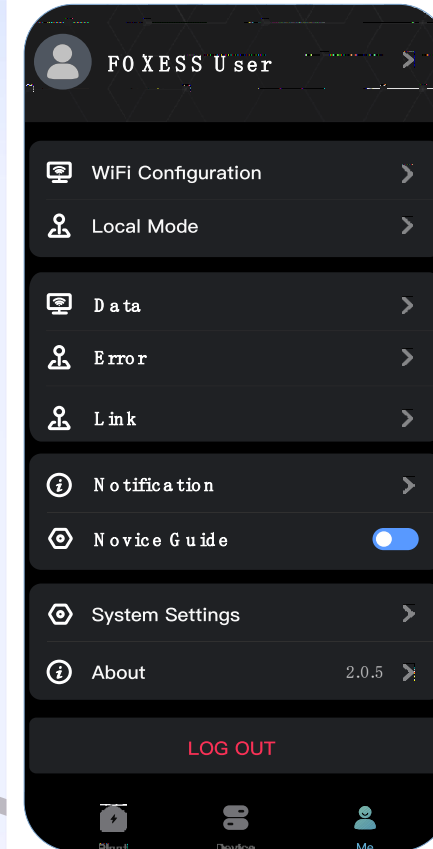 FOXESS User
WiFi Configuration
Local Mode
Data
Error
Link
Notification
Novice Guide
System Settings
About 2.0.5
LOG OUT
Device
Me